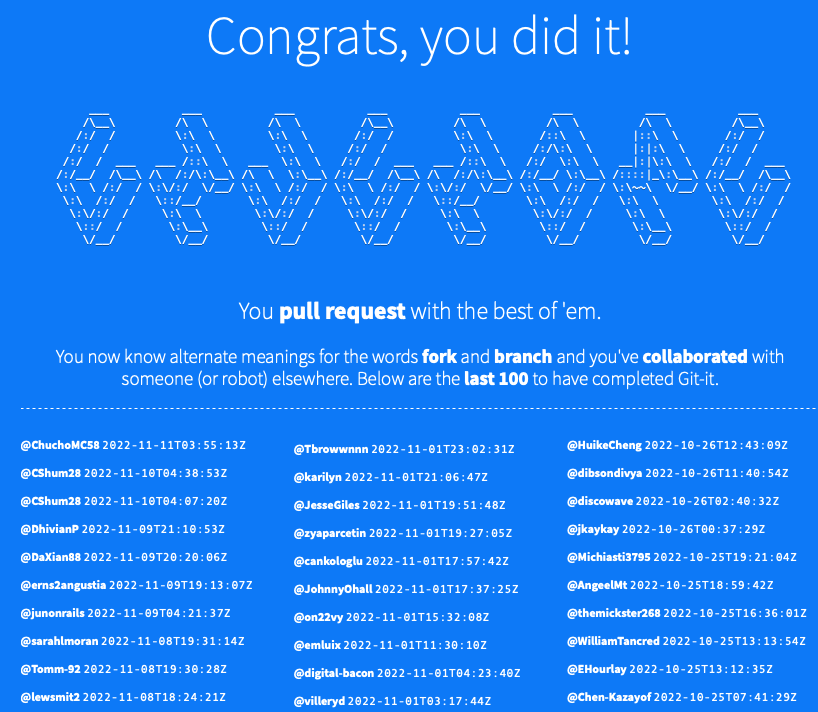 Congrats, you did it!
You pull request with the best of 'em.
You now know alternate meanings for the words fork and branch and you've collaborated with
someone (or robot) elsewhere. Below are the last 100 to have completed Git-it.
@ChuchoMC58 2022-11-11T03:55:13Z
@CShum28 2022-11-10T04:38:53Z
@CShum28 2022-11-10T04:07:20Z
@DhivianP 2022-11-09T21:10:53Z
@DaXian88 2022-11-09T20:20:06Z
@erns2angustia 2022-11-09T19:13:07Z
@junonrails 2022-11-09T04:21:37Z
@sarahlmoran 2022-11-08T19:31:14Z
@Tomm-92 2022-11-08T19:30:28Z
@lewsmit2 2022-11-08T18:24:21Z
@Tbrowwnnn 2022-11-01T23:02:31Z
@karilyn 2022-11-01T21:06:47Z
@JesseGiles 2022-11-01T19:51:48Z
@zyaparcetin 2022-11-01T19:27:05Z
@cankologlu 2022-11-01T17:57:42Z
@JohnnyOhall 2022-11-01T17:37:25Z
@on22vy 2022-11-01T15:32:08Z
@emluix 2022-11-01T11:30:10Z
@digital-bacon 2022-11-01T04:23:40Z
@villeryd 2022-11-01T03:17:44Z
@HuikeCheng 2022-10-26T12:43:09Z
@dibsondivya 2022-10-26T11:40:54Z
@discowave 2022-10-26T02:40:32Z
@jkaykay 2022-10-26T00:37:29Z
@Michiasti3795 2022-10-25T19:21:04Z
@AngeelMt 2022-10-25T18:59:42Z
@themickster268 2022-10-25T16:36:01Z
@WilliamTancred 2022-10-25T13:13:54Z
@EHourlay 2022-10-25T13:12:35Z
@Chen-Kazayof 2022-10-25T07:41:29Z